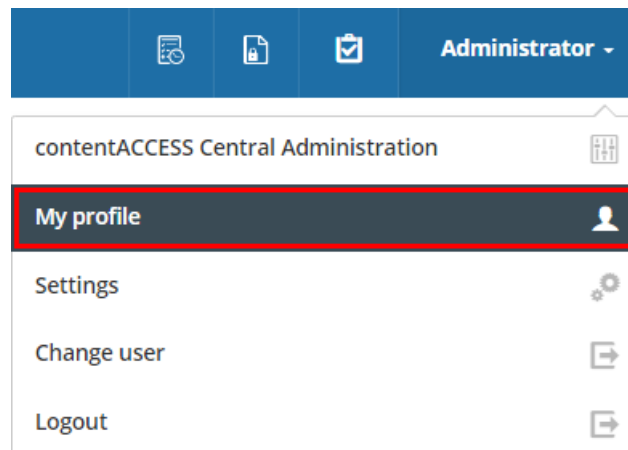 Administrator
contentACCESS Central Administration
My profile
Settings
Change user
Logout